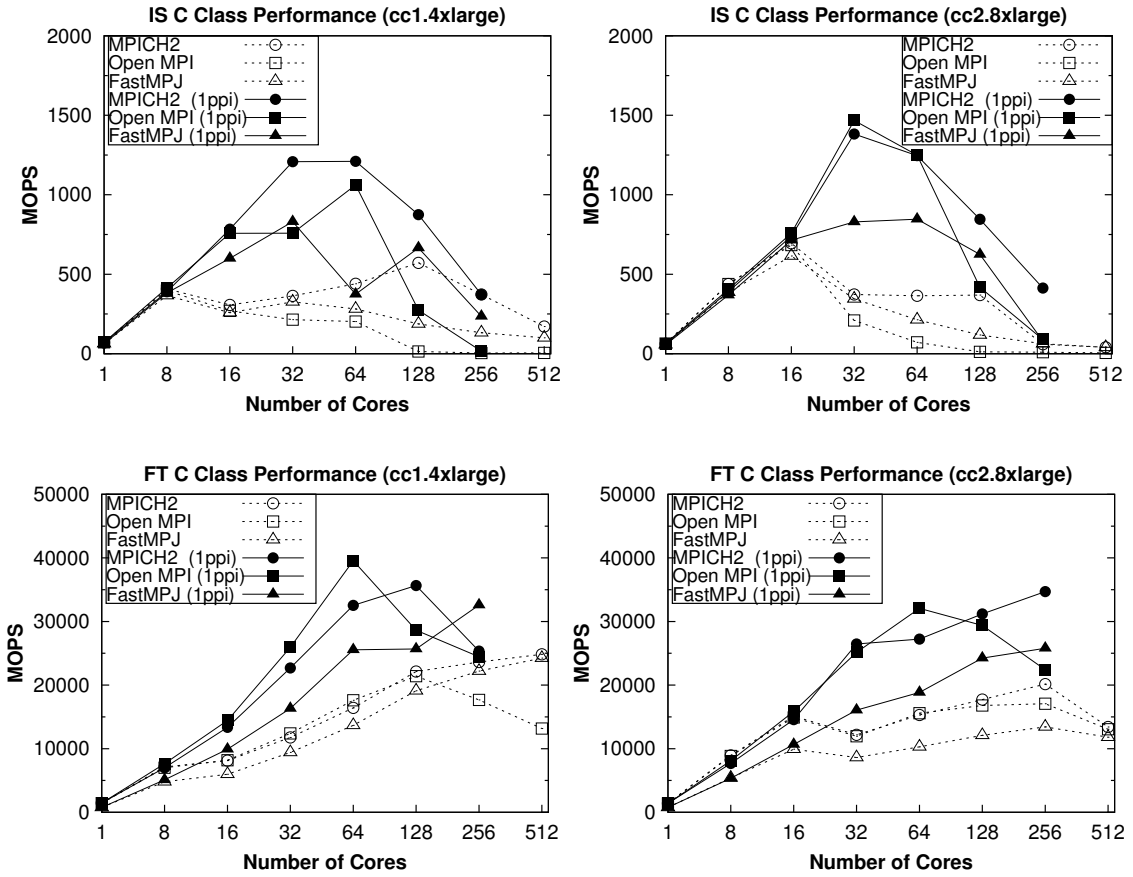 IS C Class Performance (cc1.4xlarge)
2000
1500
1000
500
0
MOPS
MPICH2
Open MPI
FastMPJ
MPICH2 (1ppi)
Open MPI (1ppi)
FastMPJ (1ppi)
1 8 16 32 64 128 256 512
Number of Cores
IS C Class Performance (cc2.8xlarge)
2000
1500
1000
500
0
MOPS
MPICH2
Open MPI
FastMPJ
MPICH2 (1ppi)
Open MPI (1ppi)
FastMPJ (1ppi)
1 8 16 32 64 128 256 512
Number of Cores
FT C Class Performance (cc1.4xlarge)
50000
40000
30000
20000
10000
0
MOPS
MPICH2
Open MPI
FastMPJ
MPICH2 (1ppi)
Open MPI (1ppi)
FastMPJ (1ppi)
1 8 16 32 64 128 256 512
Number of Cores
FT C Class Performance (cc2.8xlarge)
50000
40000
30000
20000
10000
0
MOPS
MPICH2
Open MPI
FastMPJ
MPICH2 (1ppi)
Open MPI (1ppi)
FastMPJ (1ppi)
1 8 16 32 64 128 256 512
Number of Cores